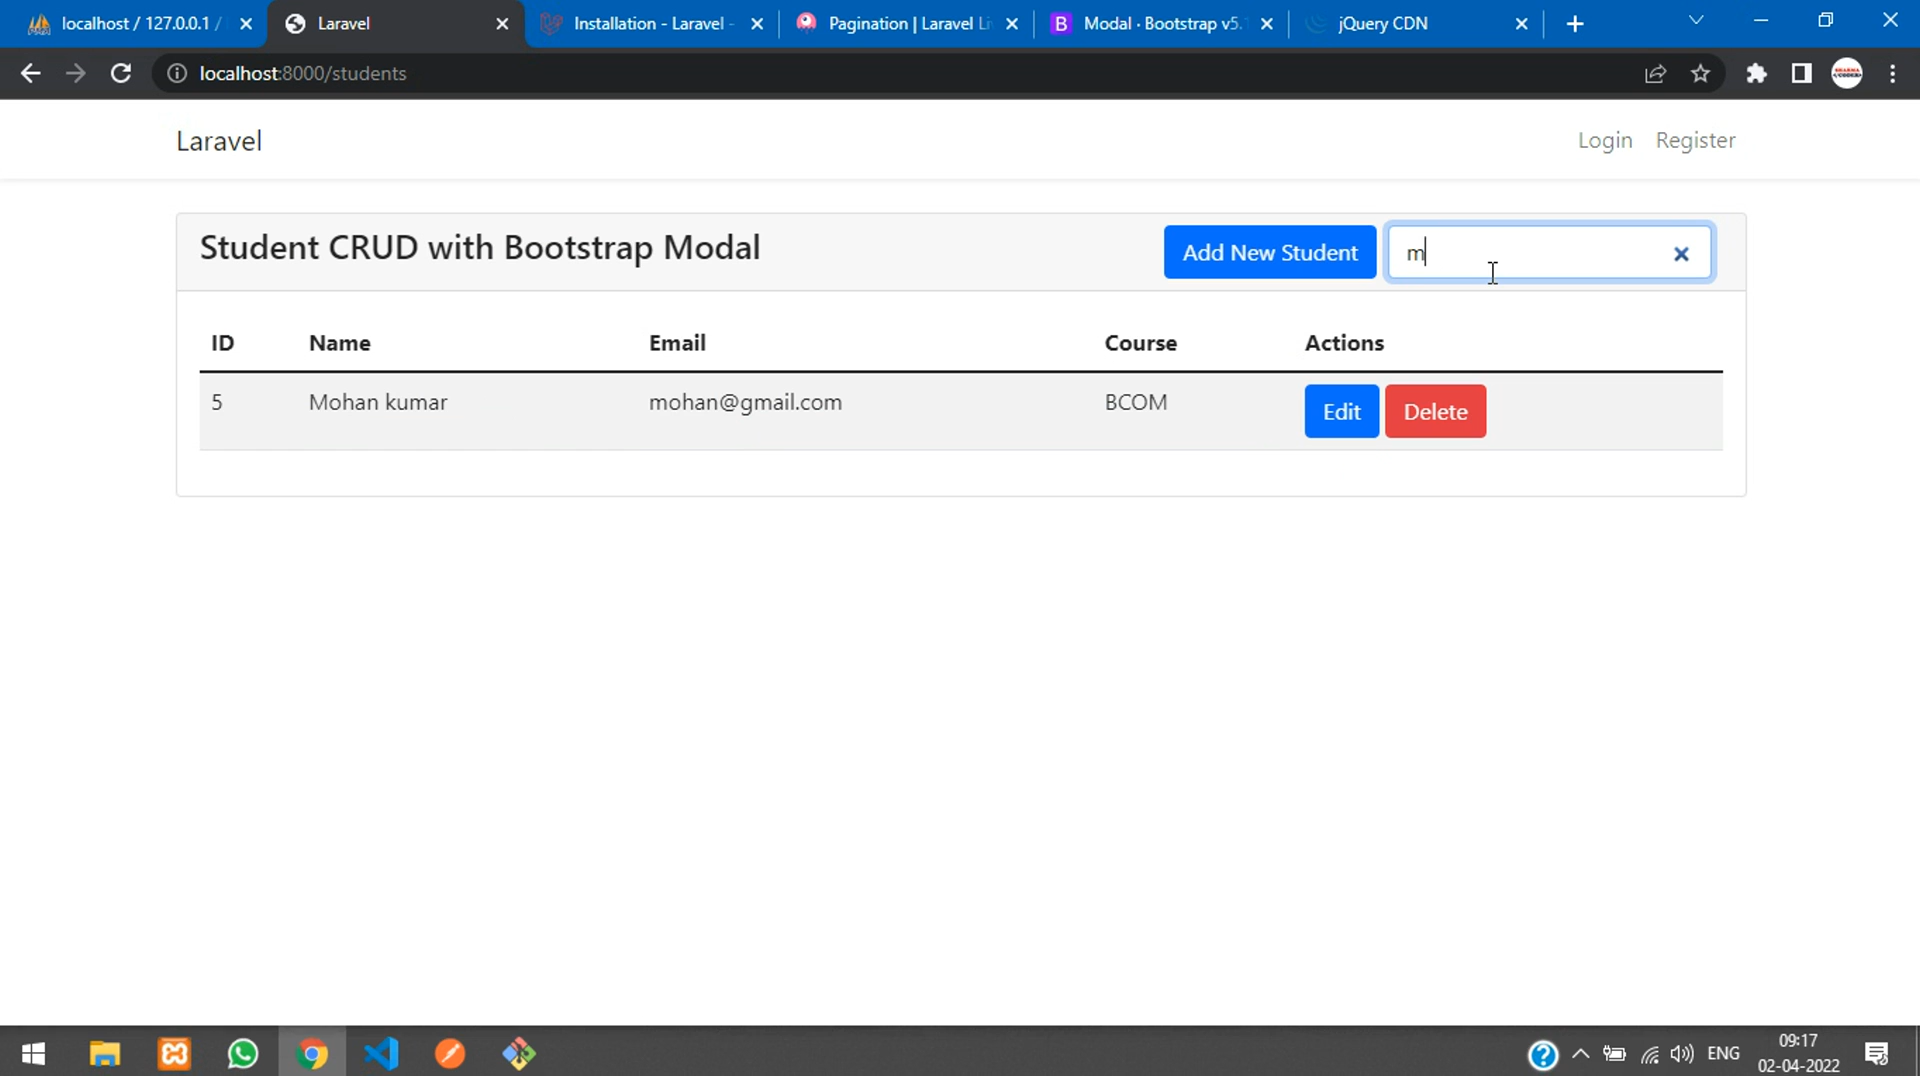 localhost / 127.0.0.1 /
Laravel
Installation - Laravel -
Pagination | Laravel Li
B Modal · Bootstrap v5.
jQuery CDN
localhost:8000/students
Laravel
Login Register
Student CRUD with Bootstrap Modal
Add New Student
m
ID Name Email Course Actions
5 Mohan kumar mohan@gmail.com BCOM Edit Delete
ENG
09:17
02-04-2022